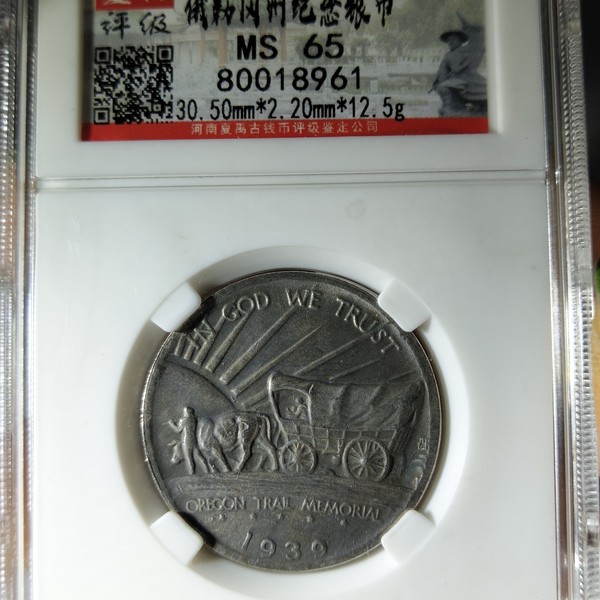 评级
俄勒冈州纪念银币
MS 65
80018961
30.50mm*2.20mm*12.5g
河南夏禹古钱币评级鉴定公司
IN GOD WE TRUST
OREGON TRAIL MEMORIAL
1939